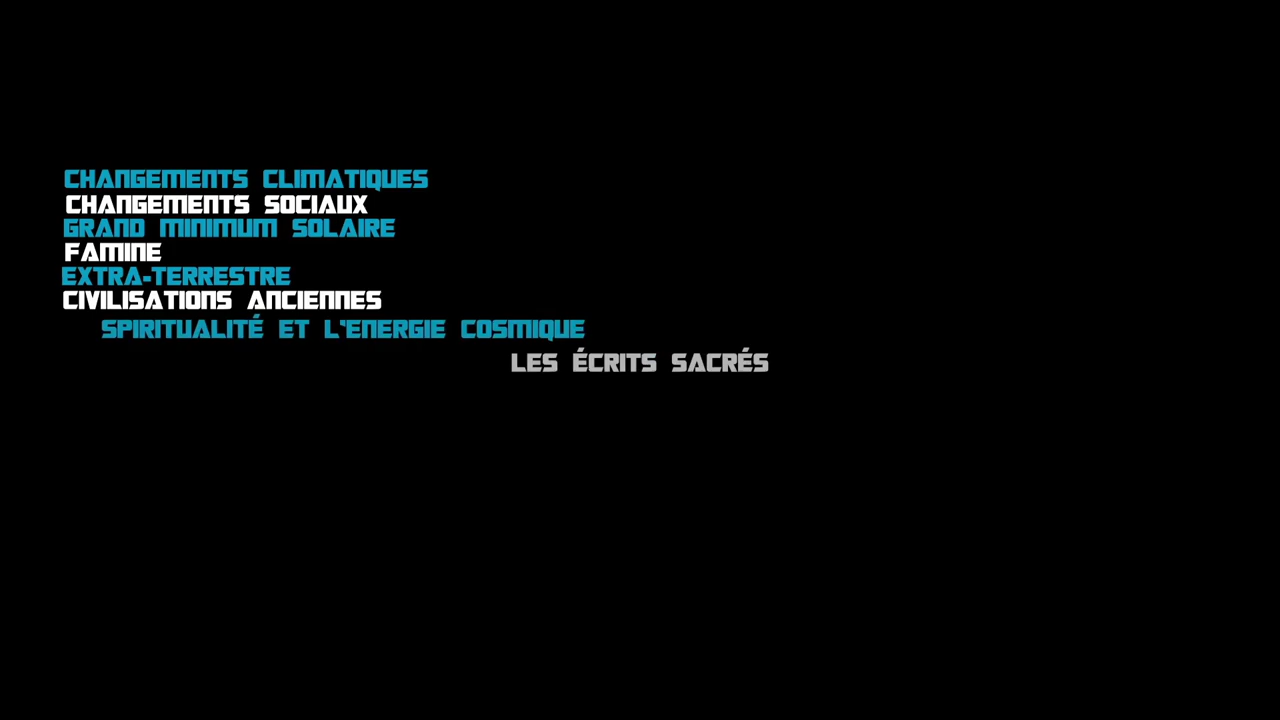 CHANGEMENTS CLIMATIQUES
CHANGEMENTS SOCIAUX
GRAND MINIMUM SOLAIRE
FAMINE
EXTRA-TERRESTRE
CIVILISATIONS ANCIENNES
SPIRITUALITÉ ET L'ENERGIE COSMIQUE
LES ÉCRITS SACRÉS